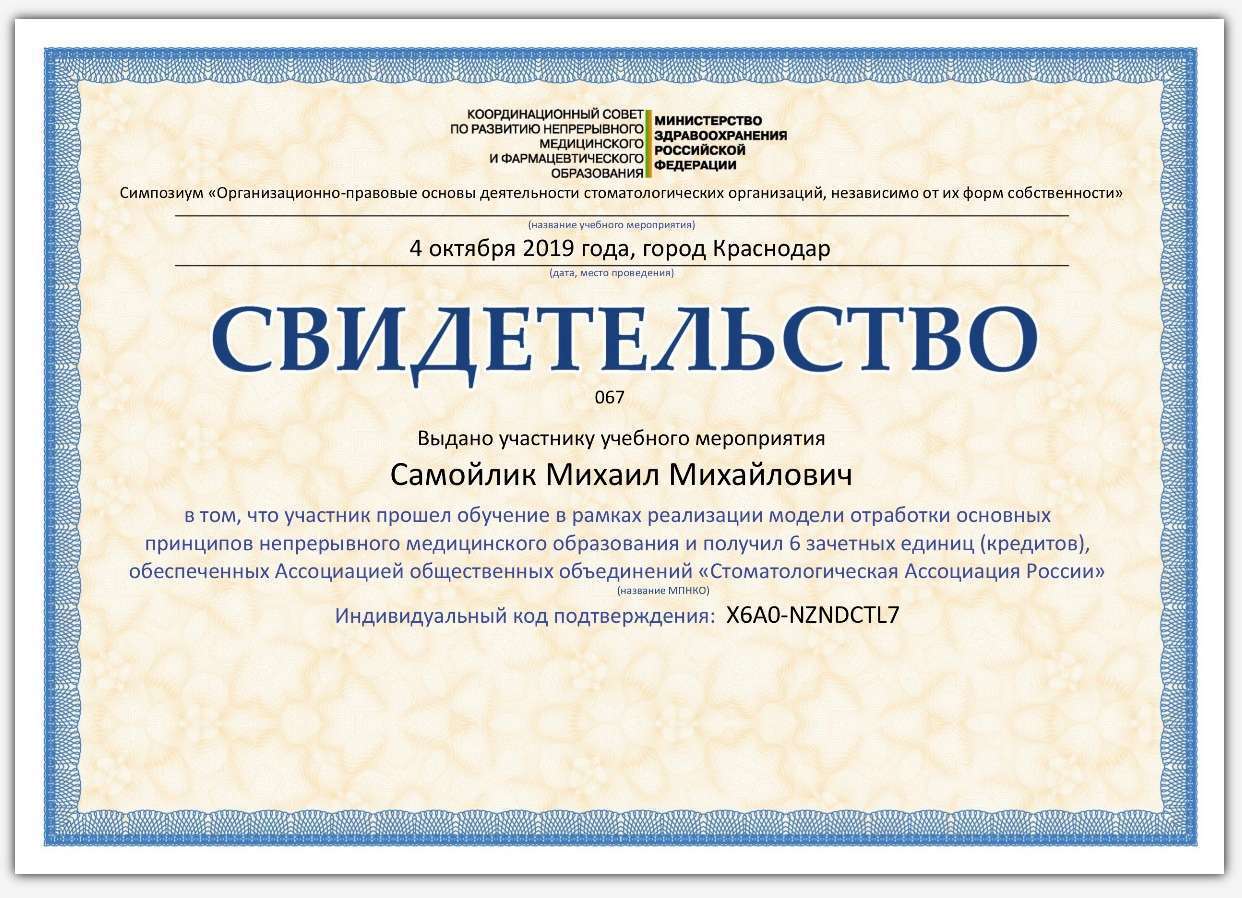 КООРДИНАЦИОННЫЙ СОВЕТ
ПО РАЗВИТИЮ НЕПРЕРЫВНОГО
МЕДИЦИНСКОГО
И ФАРМАЦЕВТИЧЕСКОГО
ОБРАЗОВАНИЯ
МИНИСТЕРСТВО
ЗДРАВООХРАНЕНИЯ
РОССИЙСКОЙ
ФЕДЕРАЦИИ
Симпозиум «Организационно-правовые основы деятельности стоматологических организаций, независимо от их форм собственности»
(название учебного мероприятия)
4 октября 2019 года, город Краснодар
(дата, место проведения)
СВИДЕТЕЛЬСТВО
067
Выдано участнику учебного мероприятия
Самойлик Михаил Михайлович
в том, что участник прошел обучение в рамках реализации модели отработки основных
принципов непрерывного медицинского образования и получил 6 зачетных единиц (кредитов),
обеспеченных Ассоциацией общественных объединений «Стоматологическая Ассоциация России»
(название МПНКО)
Индивидуальный код подтверждения: X6A0-NZNDCTL7